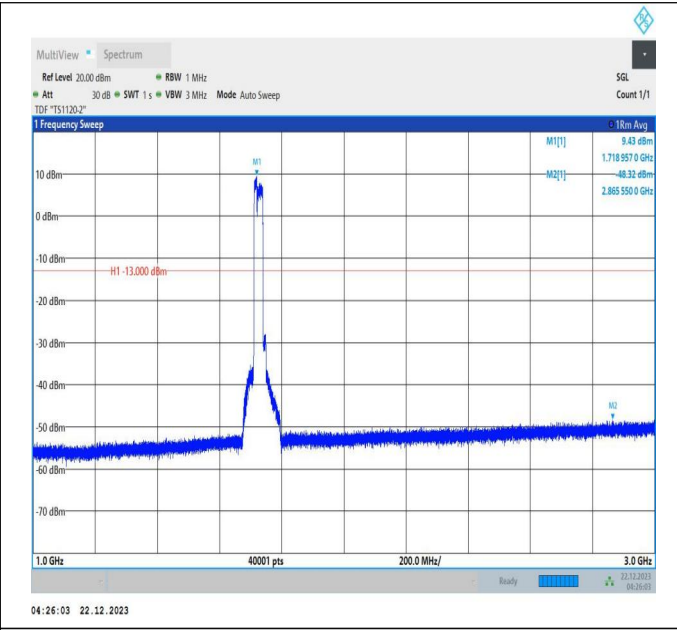 MultiView Spectrum
Ref Level 20.00 dBm RBW 1 MHz SGL
Att 30 dB SWT 1 s VBW 3 MHz Mode Auto Sweep Count 1/1
TDF "TS1120-2"
1 Frequency Sweep 1Rm Avg
M1[1] 9.43 dBm
1.718 957 0 GHz
M2[1] -48.32 dBm
2.865 550 0 GHz
M1
10 dBm
0 dBm
-10 dBm
H1 -13.000 dBm
-20 dBm
-30 dBm
-40 dBm
M2
-50 dBm
-60 dBm
-70 dBm
1.0 GHz 40001 pts 200.0 MHz/ 3.0 GHz
Ready 22.12.2023
04:26:03
04:26:03 22.12.2023